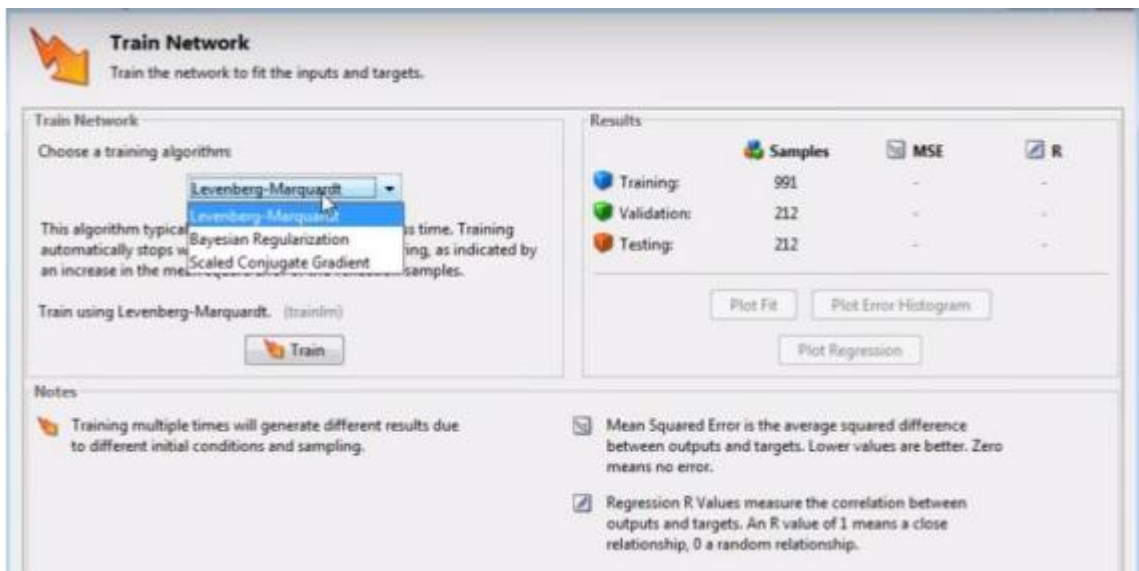 Train Network
Train the network to fit the inputs and targets.
Train Network
Choose a training algorithm:
Levenberg-Marquardt
Levenberg-Marquardt
Bayesian Regularization
Scaled Conjugate Gradient
This algorithm typical
ss time. Training
automatically stops w
ing, as indicated by
an increase in the me
samples.
Train using Levenberg-Marquardt. (trainlm)
Train
Results
Samples MSE R
Training: 991 - -
Validation: 212 - -
Testing: 212 - -
Plot Fit Plot Error Histogram
Plot Regression
Notes
Training multiple times will generate different results due
to different initial conditions and sampling.
Mean Squared Error is the average squared difference
between outputs and targets. Lower values are better. Zero
means no error.
Regression R Values measure the correlation between
outputs and targets. An R value of 1 means a close
relationship, 0 a random relationship.